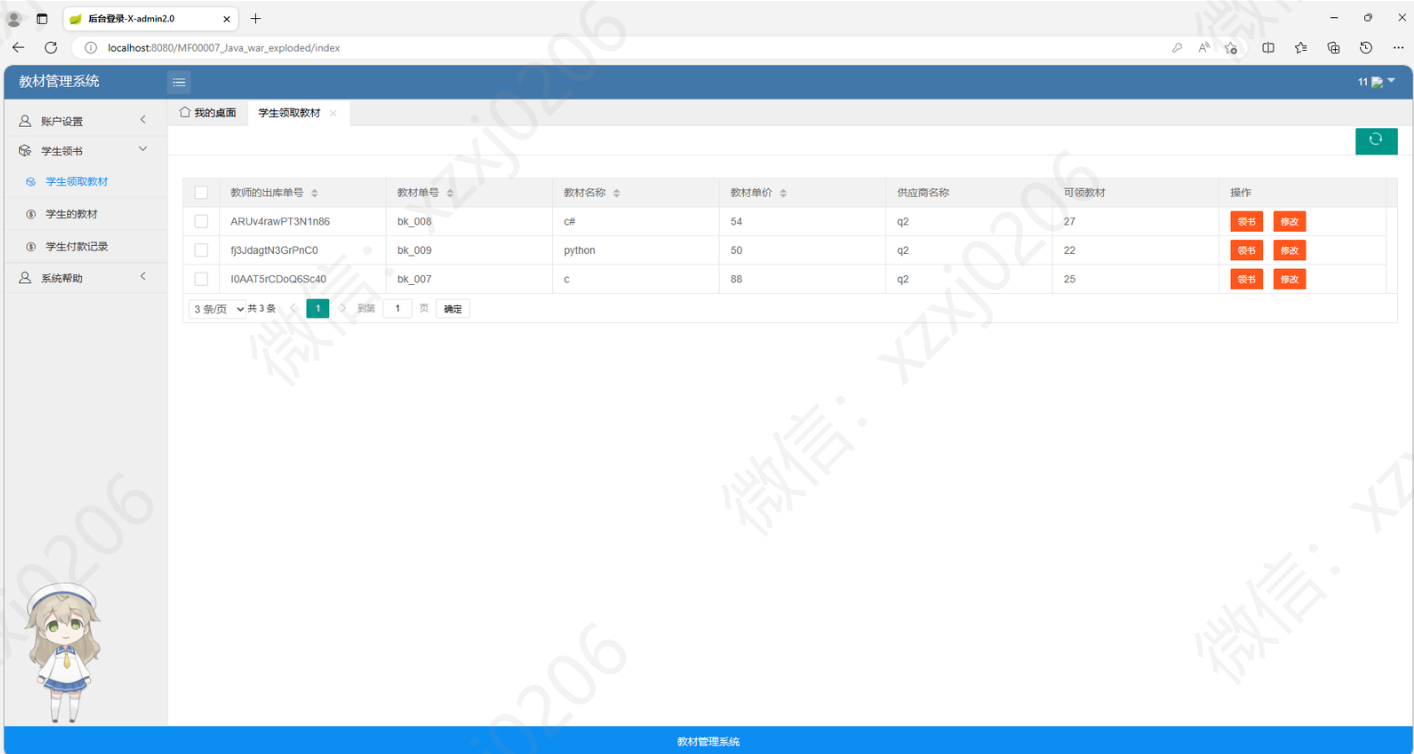 后台登录-X-admin2.0
localhost:8080/MF00007_Java_war_exploded/index
教材管理系统
11
账户设置
学生领书
学生领取教材
学生的教材
学生付款记录
系统帮助
我的桌面 学生领取教材
教师的出库单号 教材单号 教材名称 教材单价 供应商名称 可领教材 操作
ARUv4rawPT3N1n86 bk_008 c# 54 q2 27 领书 修改
fj3JdagtN3GrPnC0 bk_009 python 50 q2 22 领书 修改
I0AAT5rCDoQ6Sc40 bk_007 c 88 q2 25 领书 修改
3 条/页 共 3 条 1 到第 1 页 确定
教材管理系统
微信：xzxj0206
微信：xzxj0206